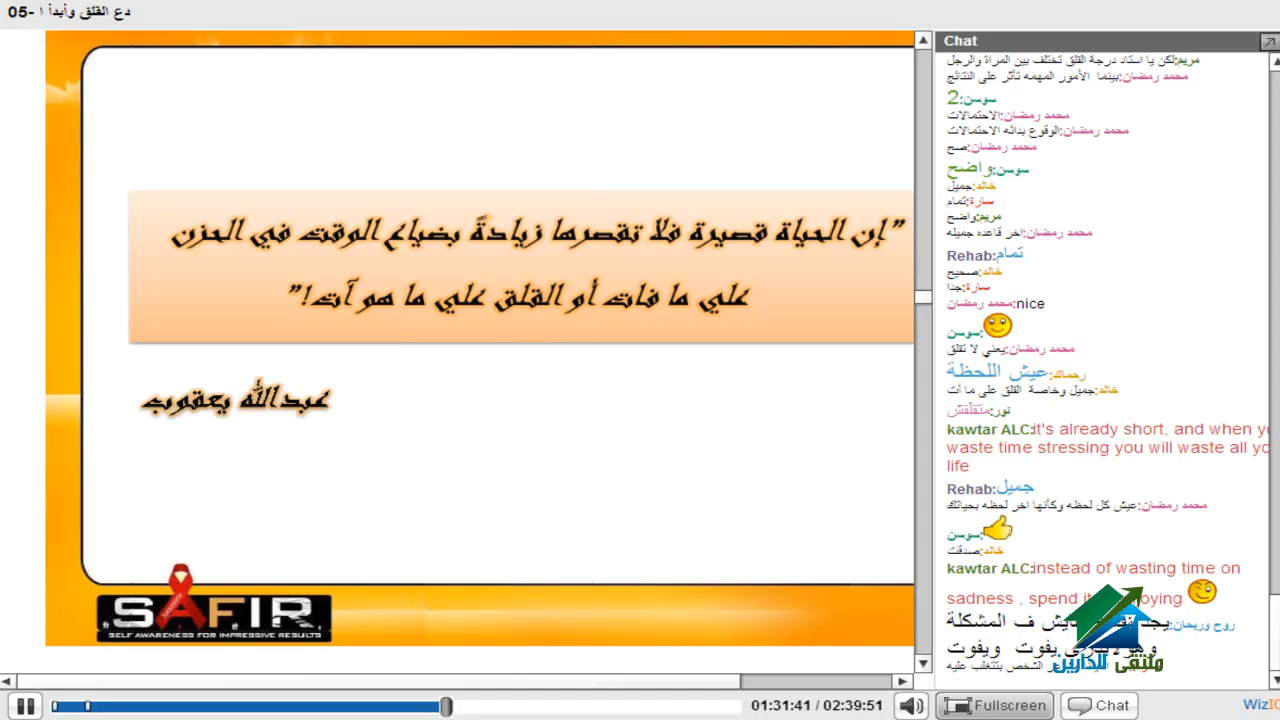 دع القلق وأبدأ ا -05
"إن الحياة قصيرة فلا تقصرها زيادةً بضياع الوقت في الحزن
علي ما فات أو القلق علي ما هو آت!"
عبدالله يعقوب
SAFIR
SELF AWARENESS FOR IMPRESSIVE RESULTS
Chat
مريم:لكن يا استاد درجة القلق تختلف بين المراة والرجل
محمد رمضان:بينما الأمور المهمه تأثر على النتائج
سوسن:2
محمد رمضان:الاحتمالات
محمد رمضان:الوقوع بدائه الاحتمالات
محمد رمضان:صح
سوسن:واضح
خالد:جميل
سارة:تمام
مريم:واضح
محمد رمضان:اخر قاعده جميله
Rehab:تمام
خالد:صحيح
سارة:جدا
محمد رمضان:nice
سوسن:
محمد رمضان:يعني لا تقلق
رحماك:عيش اللحظة
خالد:جميل وخاصة القلق على ما أت
نور:
kawtar ALC:it's already short, and when yo
waste time stressing you will waste all yo
life
Rehab:جميل
محمد رمضان:عيش كل لحظه وكأنها اخر لحظه بحياتك
سوسن:
خالد:صدقت
kawtar ALC:instead of wasting time on
sadness , spend it joying
روح وريحان: ف المشكلة
يفوت ويفوت
الشخص بتتغلب عليه
ملتقى الدارين
01:31:41 / 02:39:51
Fullscreen
Chat
WizI